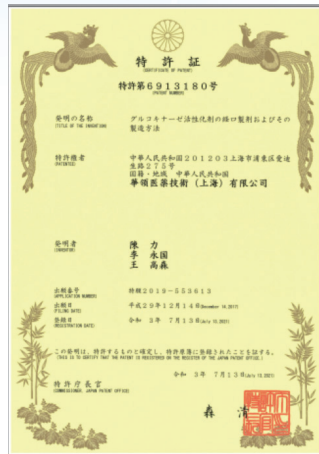 特許証
(CERTIFICATE OF PATENT)
特許第6913180号
(PATENT NUMBER)
発明の名称
(TITLE OF THE INVENTION)
グルコキナーゼ活性化剤の経口製剤およびその
製造方法
特許権者
(PATENTEE)
中華人民共和国201203上海市浦東区愛迪
生路275号
国籍・地域 中華人民共和国
華領医薬技術（上海）有限公司
発明者
(INVENTOR)
陳 力
李 永国
王 高森
出願番号
(APPLICATION NUMBER)
特願2019-553613
出願日
(FILING DATE)
平成29年12月14日(December 14,2017)
登録日
(REGISTRATION DATE)
令和 3年 7月13日(July 13,2021)
この発明は、特許するものと確定し、特許原簿に登録されたことを証する。
(THIS IS TO CERTIFY THAT THE PATENT IS REGISTERED ON THE REGISTER OF THE JAPAN PATENT OFFICE.)
令和 3年 7月13日(July 13,2021)
特許庁長官
(COMMISSIONER, JAPAN PATENT OFFICE)
森 清